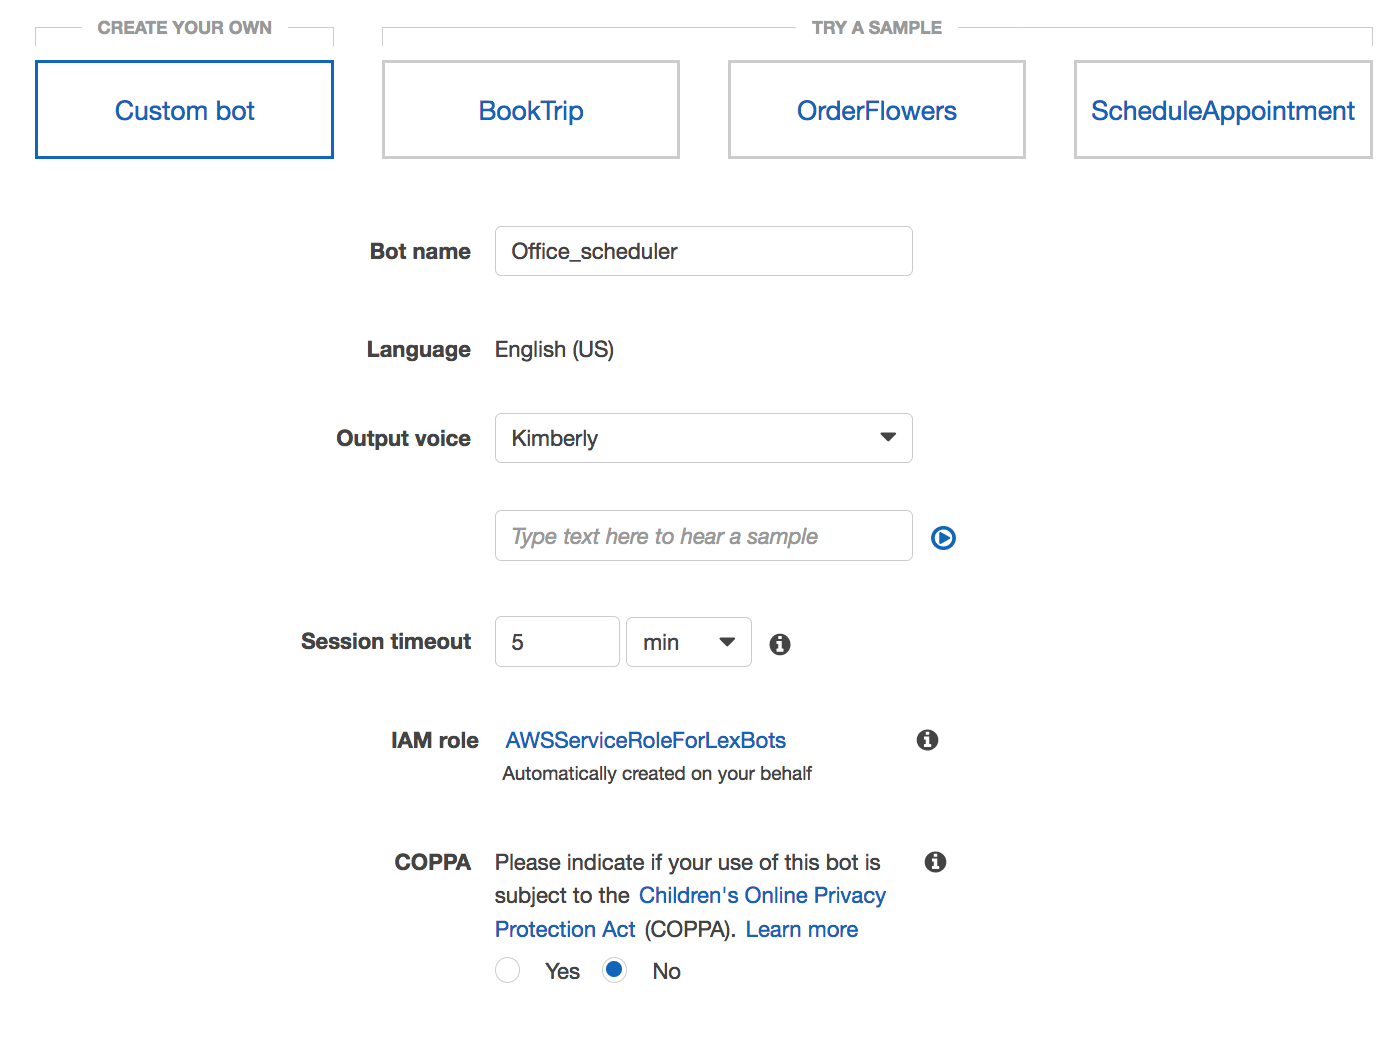 CREATE YOUR OWN
TRY A SAMPLE
Custom bot
BookTrip
OrderFlowers
ScheduleAppointment
Bot name
Office_scheduler
Language
English (US)
Output voice
Kimberly
Type text here to hear a sample
Session timeout
5
min
IAM role
AWSServiceRoleForLexBots
Automatically created on your behalf
COPPA
Please indicate if your use of this bot is
subject to the Children's Online Privacy
Protection Act (COPPA). Learn more
Yes
No